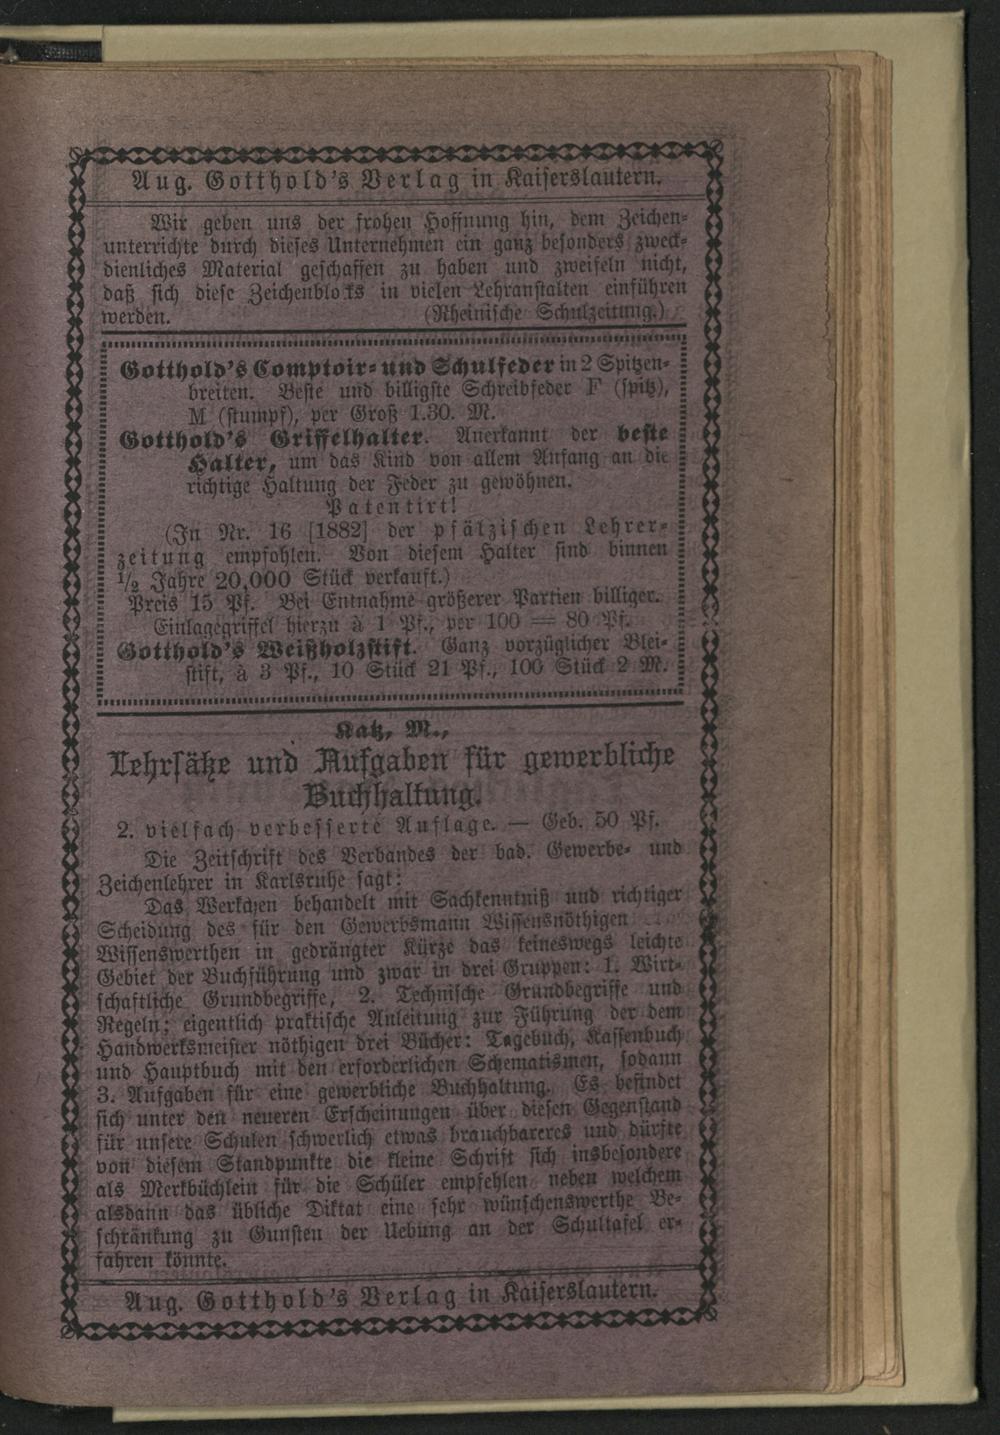 Aug. Gotthold's Verlag in Kaiserslautern.
Wir geben uns der frohen Hoffnung hin, dem Zeichen-
unterrichte durch dieses Unternehmen ein ganz besonders zweck-
dienliches Material geschaffen zu haben und zweifeln nicht,
daß sich diese Zeichenblocks in vielen Lehranstalten einführen
werden. (Rheinische Schulzeitung.)
Gotthold's Comptoir- und Schulfeder in 2 Spitzen-
breiten. Beste und billigste Schreibfeder F (spitz),
M (stumpf), per Groß 1.30. M.
Gotthold's Griffelhalter. Anerkannt der beste
Halter, um das Kind von allem Anfang an die
richtige Haltung der Feder zu gewöhnen.
Patentirt!
(In Nr. 16 [1882] der pfälzischen Lehrer-
zeitung empfohlen. Von diesem Halter sind binnen
1/2 Jahre 20,000 Stück verkauft.)
Preis 15 Pf. Bei Entnahme größerer Partien billiger.
Einlagegriffel hierzu à 1 Pf., per 100 = 80 Pf.
Gotthold's Weißholzstift. Ganz vorzüglicher Blei-
stift, à 3 Pf., 10 Stück 21 Pf., 100 Stück 2 M.
Katz, M.,
Lehrsätze und Aufgaben für gewerbliche
Buchhaltung.
2. vielfach verbesserte Auflage. — Geb. 50 Pf.
Die Zeitschrift des Verbandes der bad. Gewerbe- und
Zeichenlehrer in Karlsruhe sagt:
Das Werkchen behandelt mit Sachkenntniß und richtiger
Scheidung des für den Gewerbsmann Wissensnöthigen
Wissenswerthen in gedrängter Kürze das keineswegs leichte
Gebiet der Buchführung und zwar in drei Gruppen: 1. Wirt-
schaftliche Grundbegriffe, 2. Technische Grundbegriffe und
Regeln; eigentlich praktische Anleitung zur Führung der dem
Handwerksmeister nöthigen drei Bücher: Tagebuch, Kassenbuch
und Hauptbuch mit den erforderlichen Schematismen, sodann
3. Aufgaben für eine gewerbliche Buchhaltung. Es befindet
sich unter den neueren Erscheinungen über diesen Gegenstand
für unsere Schulen schwerlich etwas brauchbareres und dürfte
von diesem Standpunkte die kleine Schrift sich insbesondere
als Merkbüchlein für die Schüler empfehlen neben welchem
alsdann das übliche Diktat eine sehr wünschenswerthe Be-
schränkung zu Gunsten der Uebung an der Schultafel er-
fahren könnte.
Aug. Gotthold's Verlag in Kaiserslautern.